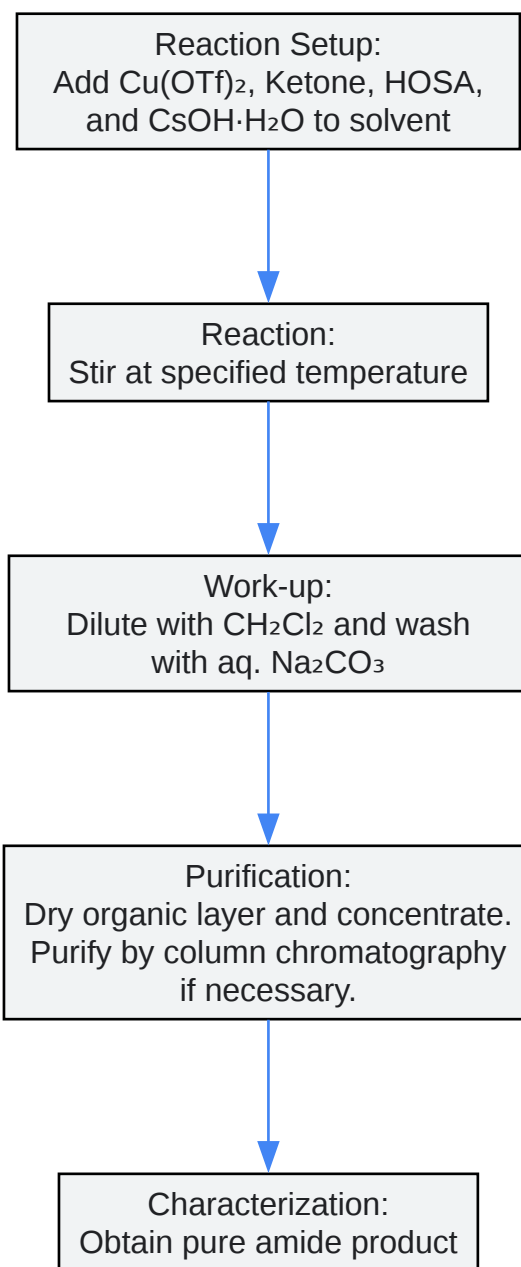 Reaction Setup:
Add Cu(OTf)₂, Ketone, HOSA,
and CsOH·H₂O to solvent
Reaction:
Stir at specified temperature
Work-up:
Dilute with CH₂Cl₂ and wash
with aq. Na₂CO₃
Purification:
Dry organic layer and concentrate.
Purify by column chromatography
if necessary.
Characterization:
Obtain pure amide product